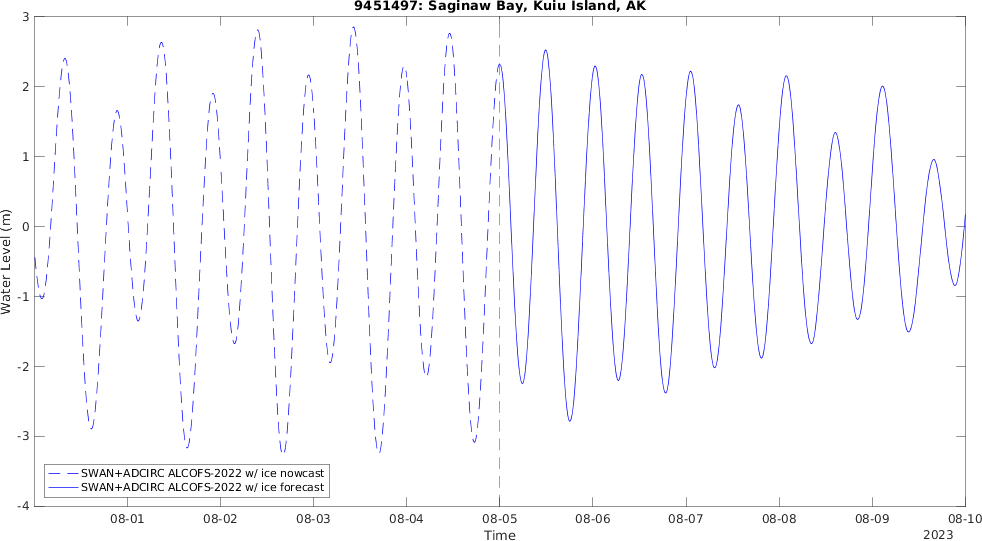 9451497: Saginaw Bay, Kuiu Island, AK
Water Level (m)
3
2
1
0
-1
-2
-3
-4
SWAN+ADCIRC ALCOFS-2022 w/ ice nowcast
SWAN+ADCIRC ALCOFS-2022 w/ ice forecast
08-01 08-02 08-03 08-04 08-05 08-06 08-07 08-08 08-09 08-10
Time
2023